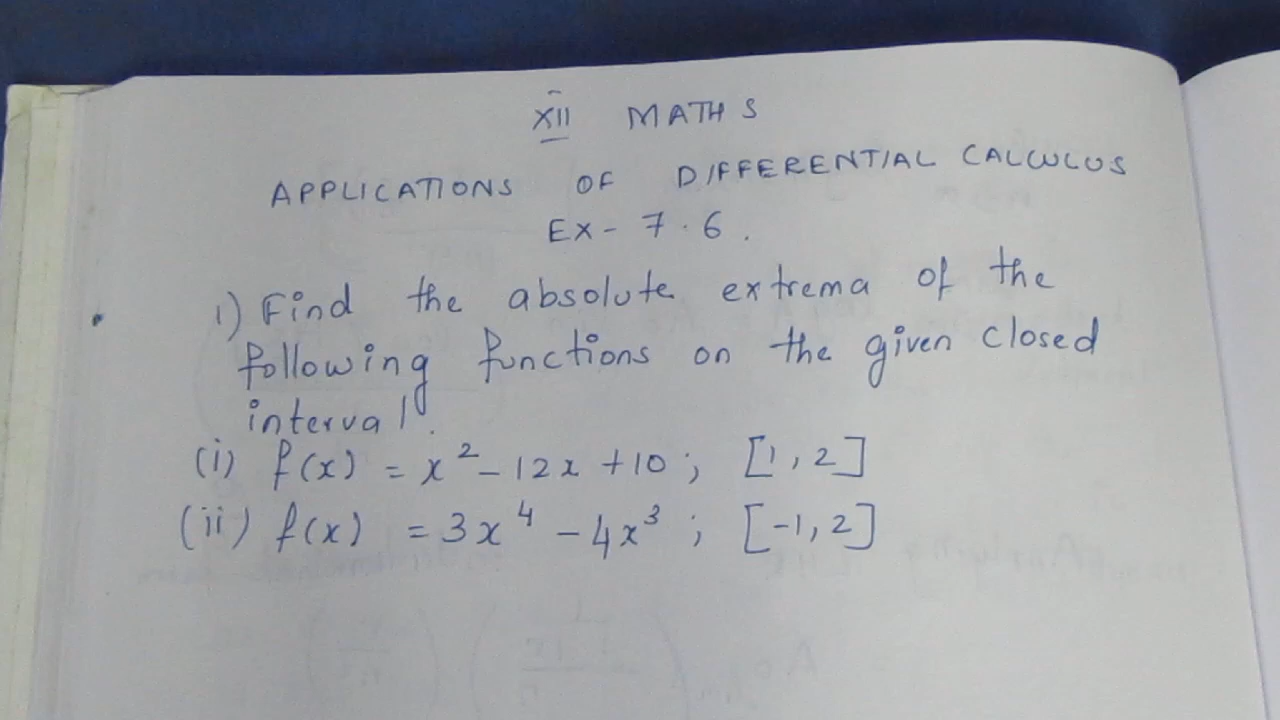 XII MATHS
APPLICATIONS OF DIFFERENTIAL CALCULUS
EX- 7.6.
1) Find the absolute extrema of the
following functions on the given closed
interval.
(i) f(x) = x² - 12x + 10 ; [1, 2]
(ii) f(x) = 3x⁴ - 4x³ ; [-1, 2]